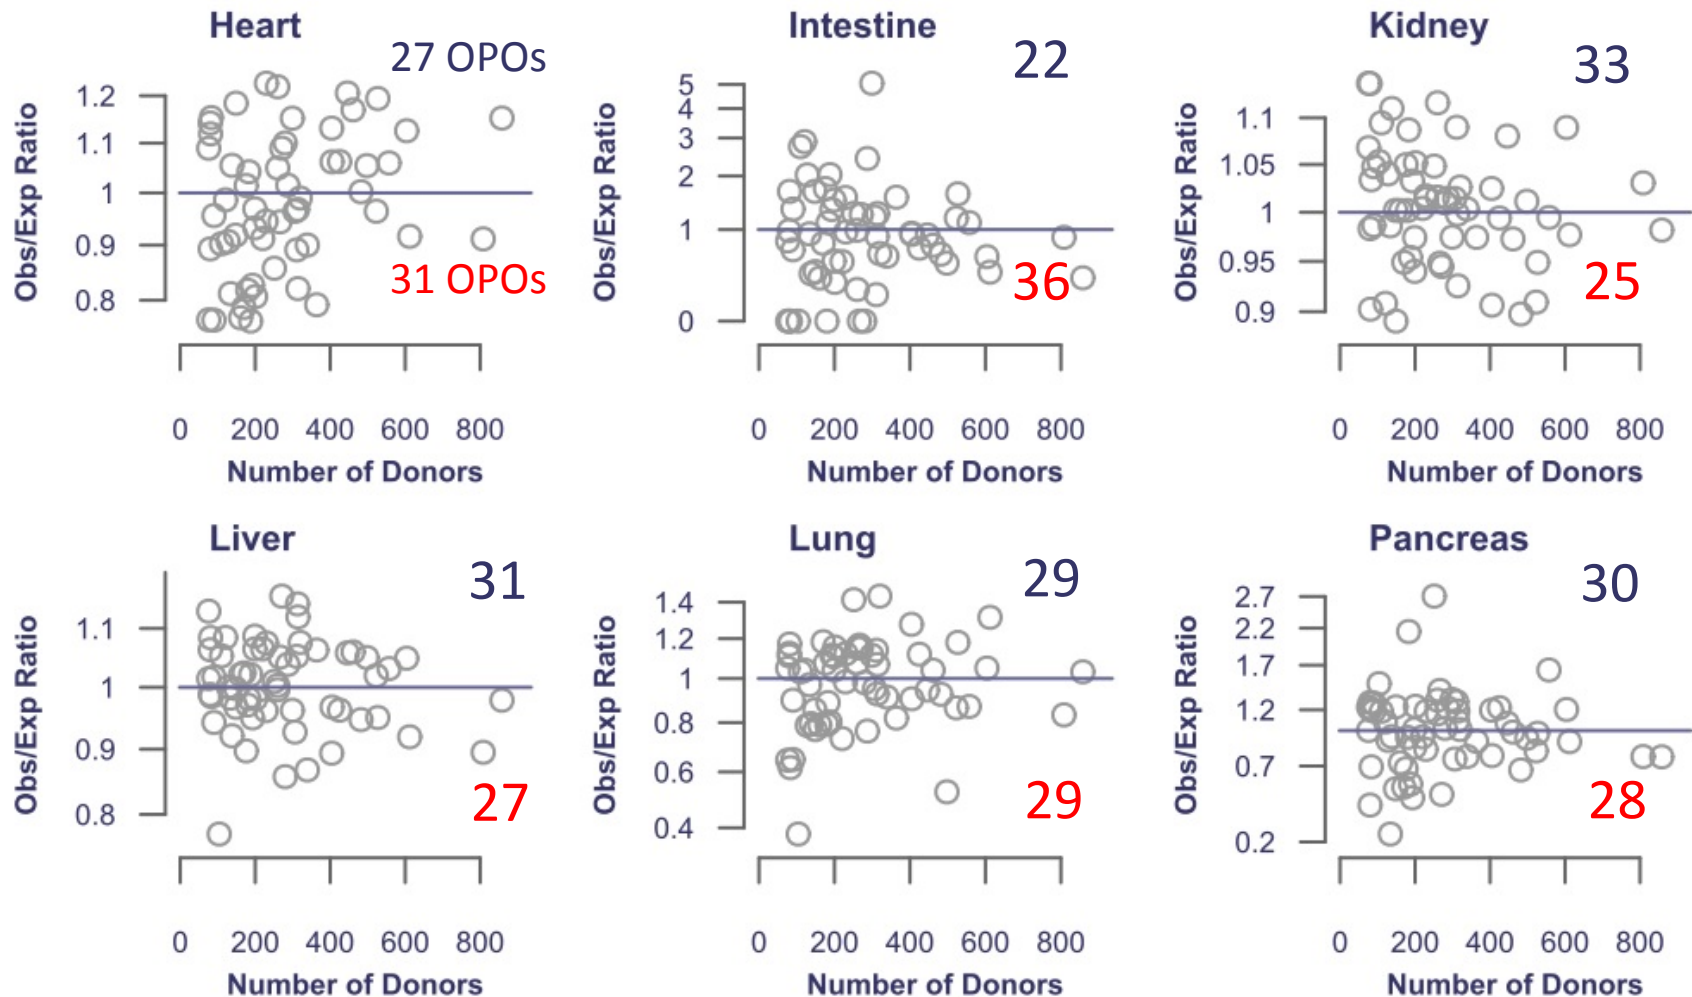 Heart
27 OPOs
Obs/Exp Ratio
1.2
1.1
1
0.9
0.8
31 OPOs
0 200 400 600 800
Number of Donors
Intestine
22
Obs/Exp Ratio
5
4
3
2
1
0
36
0 200 400 600 800
Number of Donors
Kidney
33
Obs/Exp Ratio
1.1
1.05
1
0.95
0.9
25
0 200 400 600 800
Number of Donors
Liver
31
Obs/Exp Ratio
1.1
1
0.9
0.8
27
0 200 400 600 800
Number of Donors
Lung
29
Obs/Exp Ratio
1.4
1.2
1
0.8
0.6
0.4
29
0 200 400 600 800
Number of Donors
Pancreas
30
Obs/Exp Ratio
2.7
2.2
1.7
1.2
0.7
0.2
28
0 200 400 600 800
Number of Donors